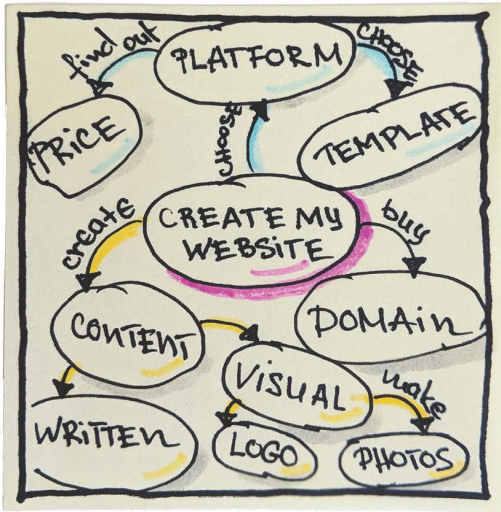 find out
PLATFORM
CHOOSE
PRiCE
CHOOSE
TEMPLATE
create
CREATE MY
WEBSiTE
buy
CONTENT
DOMAin
ViSUAL
make
WRiTTEn
LOGO
PHOTOS